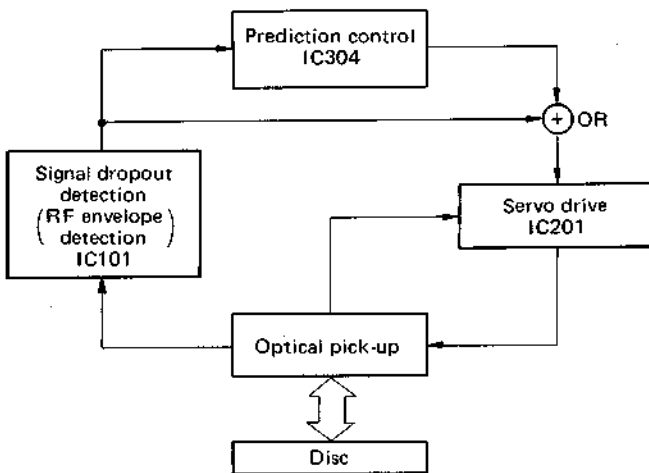 Prediction control
IC304
+ OR
Signal dropout
detection
(RF envelope
detection)
IC101
Servo drive
IC201
Optical pick-up
Disc